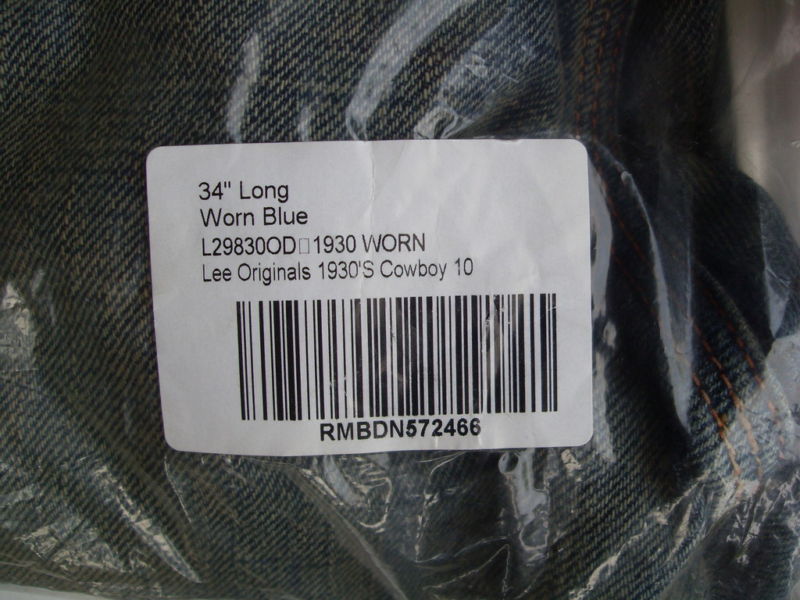 34" Long
Worn Blue
L29830OD□1930 WORN
Lee Originals 1930'S Cowboy 10
RMBDN572466